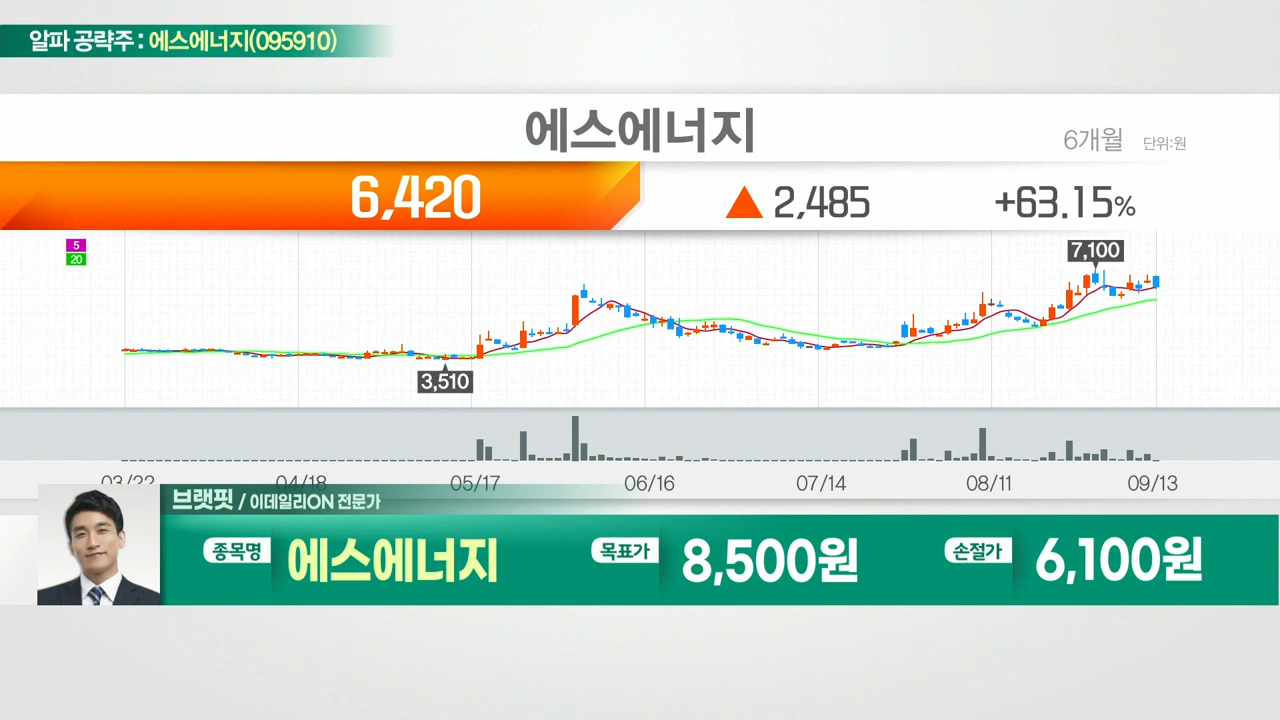 알파 공략주 : 에스에너지(095910)
에스에너지
6개월 단위:원
6,420 ▲ 2,485 +63.15%
5
20
7,100
3,510
03/22 04/18 05/17 06/16 07/14 08/11 09/13
브랫핏 / 이데일리ON 전문가
종목명 에스에너지 목표가 8,500원 손절가 6,100원